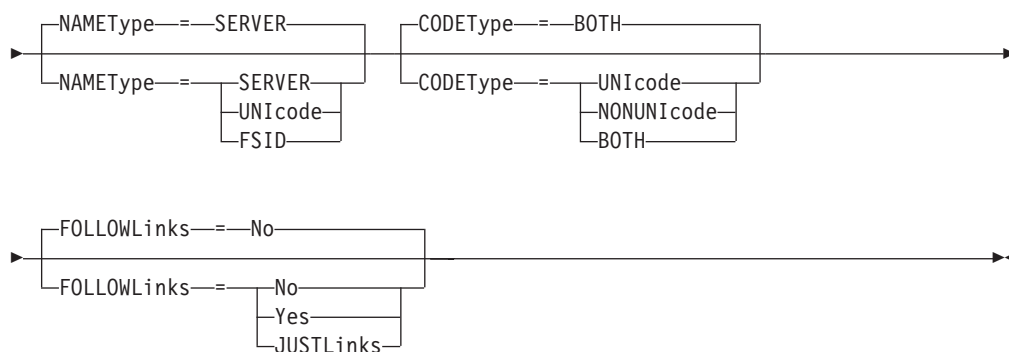 NAMEType = SERVER
CODEType = BOTH
NAMEType = SERVER
UNIcode
FSID
CODEType = UNIcode
NONUNIcode
BOTH
FOLLOWLinks = No
FOLLOWLinks = No
Yes
JUSTLinks